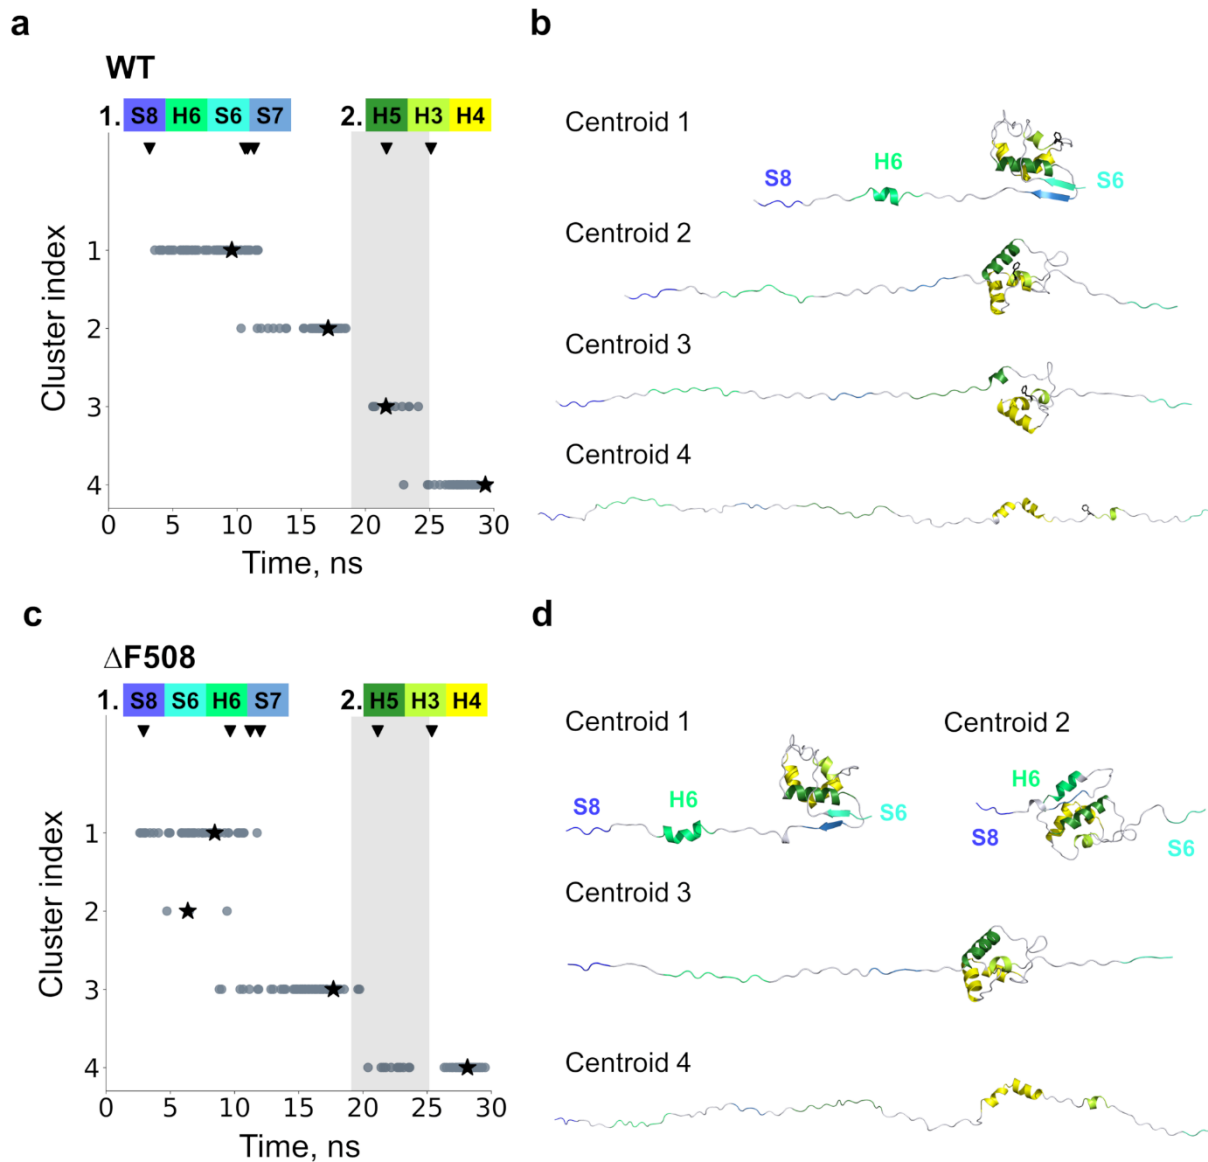 a
WT
1. S8 H6 S6 S7 2. H5 H3 H4
Cluster index
1
2
3
4
0 5 10 15 20 25 30
Time, ns
b
Centroid 1
S8 H6 S6
Centroid 2
Centroid 3
Centroid 4
c
ΔF508
1. S8 S6 H6 S7 2. H5 H3 H4
Cluster index
1
2
3
4
0 5 10 15 20 25 30
Time, ns
d
Centroid 1
S8 H6 S6
Centroid 2
H6
S8 S6
Centroid 3
Centroid 4